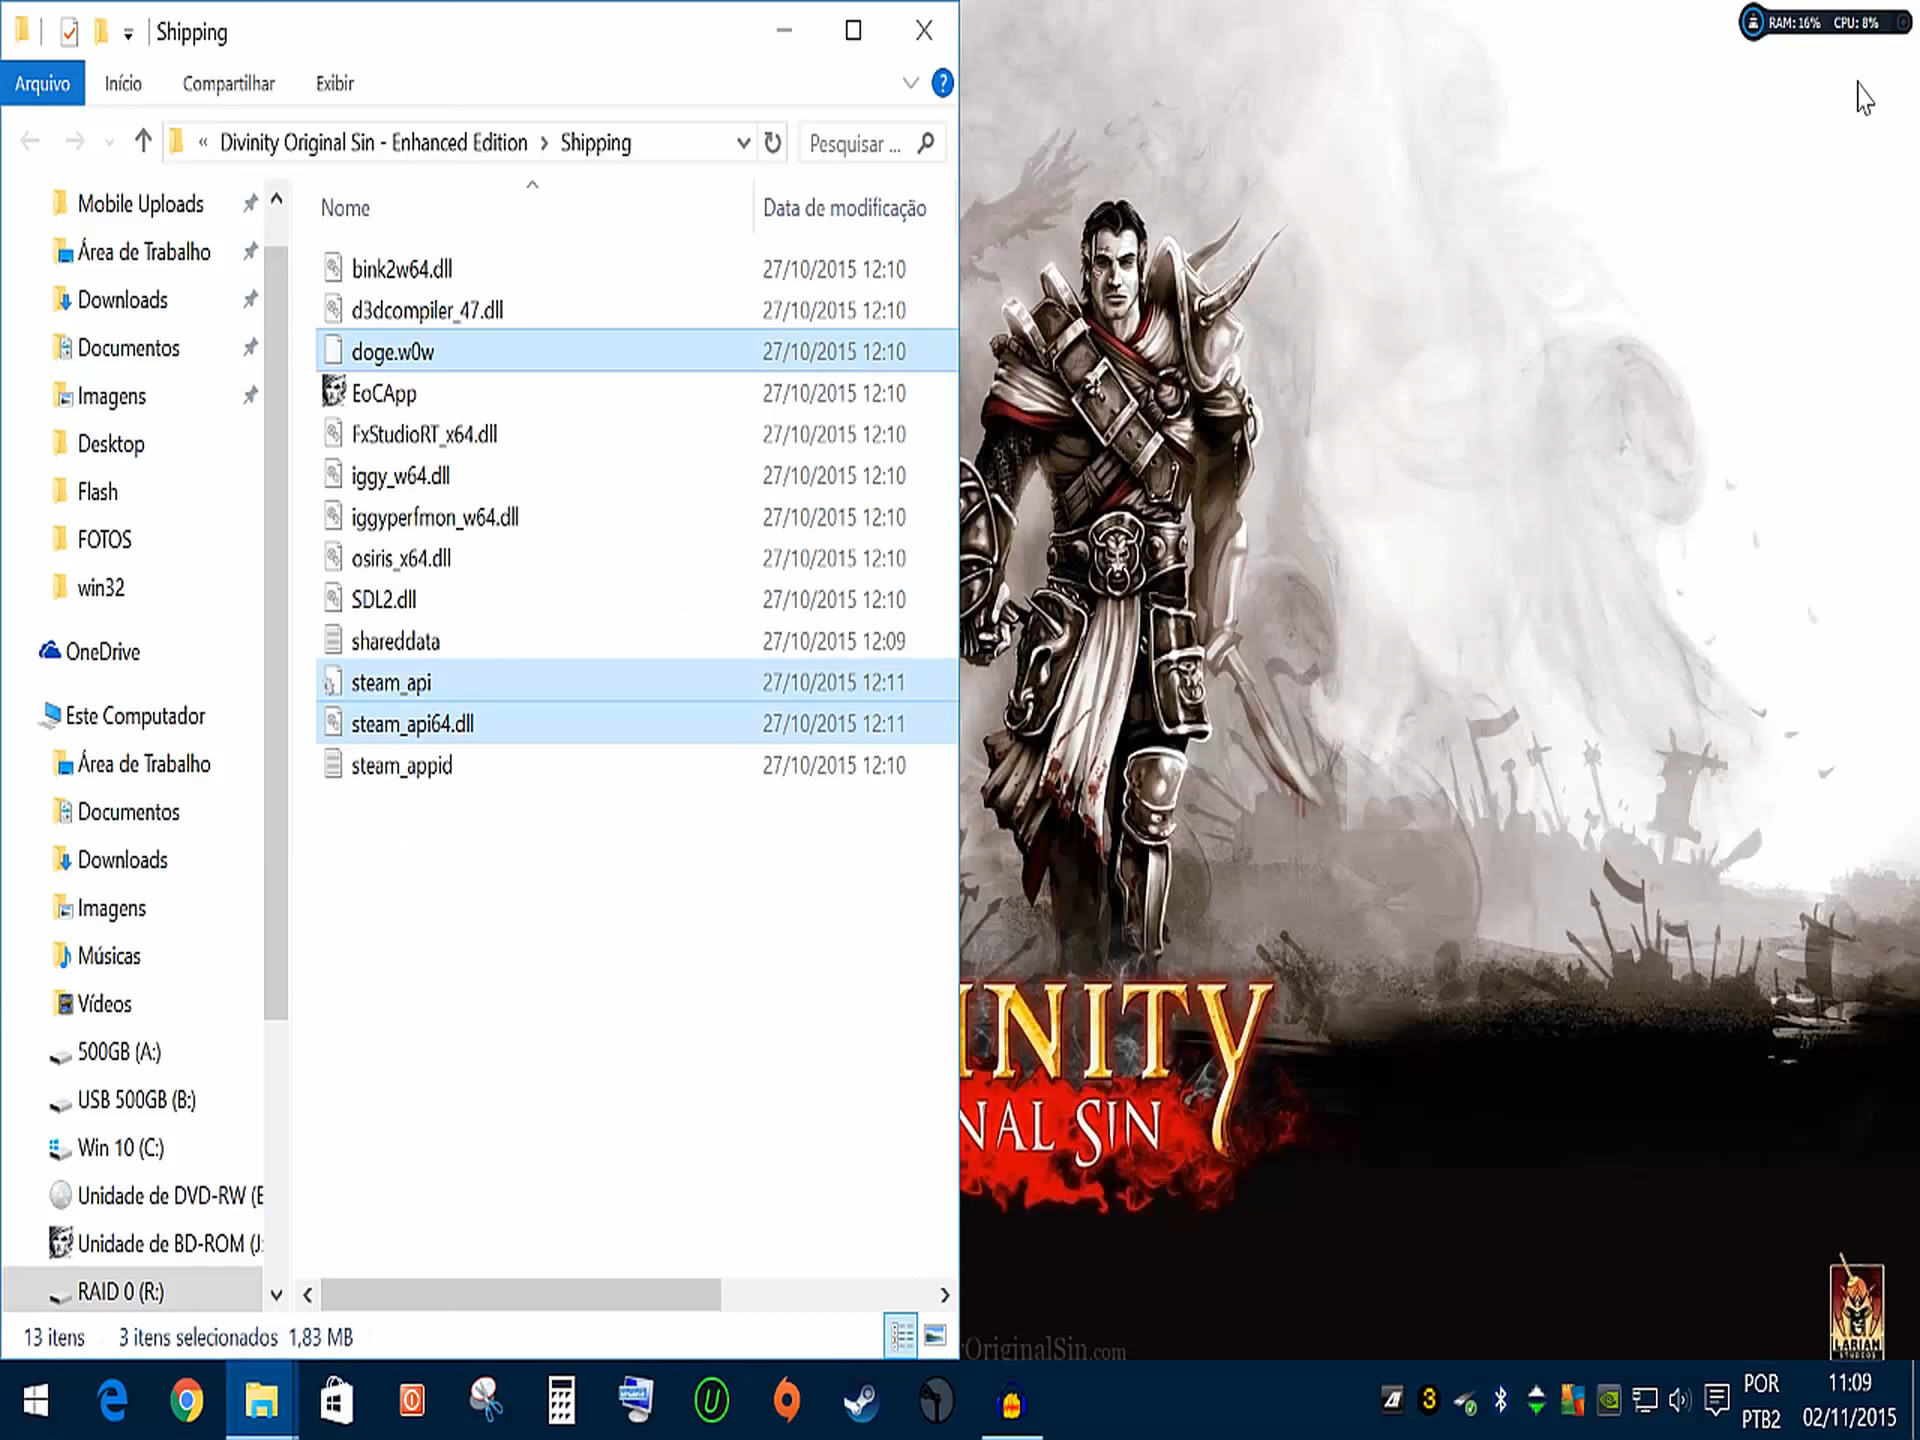 Shipping
Arquivo Início Compartilhar Exibir
« Divinity Original Sin - Enhanced Edition Shipping
Pesquisar ...
RAM: 16% CPU: 8%
Nome Data de modificação
bink2w64.dll 27/10/2015 12:10
d3dcompiler_47.dll 27/10/2015 12:10
doge.w0w 27/10/2015 12:10
EoCApp 27/10/2015 12:10
FxStudioRT_x64.dll 27/10/2015 12:10
iggy_w64.dll 27/10/2015 12:10
iggyperfmon_w64.dll 27/10/2015 12:10
osiris_x64.dll 27/10/2015 12:10
SDL2.dll 27/10/2015 12:10
shareddata 27/10/2015 12:09
steam_api 27/10/2015 12:11
steam_api64.dll 27/10/2015 12:11
steam_appid 27/10/2015 12:10
Mobile Uploads
Área de Trabalho
Downloads
Documentos
Imagens
Desktop
Flash
FOTOS
win32
OneDrive
Este Computador
Área de Trabalho
Documentos
Downloads
Imagens
Músicas
Vídeos
500GB (A:)
USB 500GB (B:)
Win 10 (C:)
Unidade de DVD-RW (E
Unidade de BD-ROM (J:
RAID 0 (R:)
13 itens 3 itens selecionados 1,83 MB
INITY
NAL SIN
OriginalSin.com
LARIAN
STUDIOS
3
POR
PTB2
11:09
02/11/2015